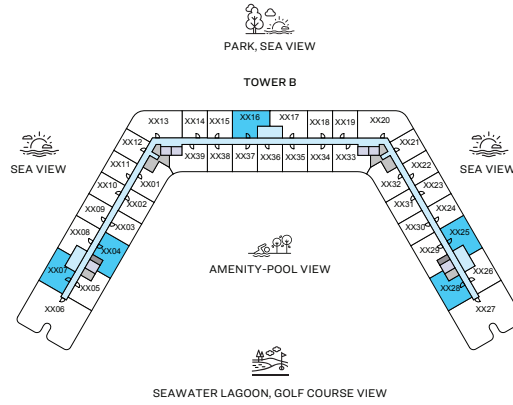 PARK, SEA VIEW
TOWER B
XX13
XX14
XX15
XX16
XX17
XX18
XX19
XX20
XX12
XX39
XX38
XX37
XX36
XX35
XX34
XX33
XX21
SEA VIEW
XX11
XX01
XX32
XX22
SEA VIEW
XX10
XX02
XX31
XX23
XX09
XX03
XX30
XX24
XX08
XX04
XX29
XX25
XX07
XX05
XX28
XX26
XX06
XX27
AMENITY-POOL VIEW
SEAWATER LAGOON, GOLF COURSE VIEW